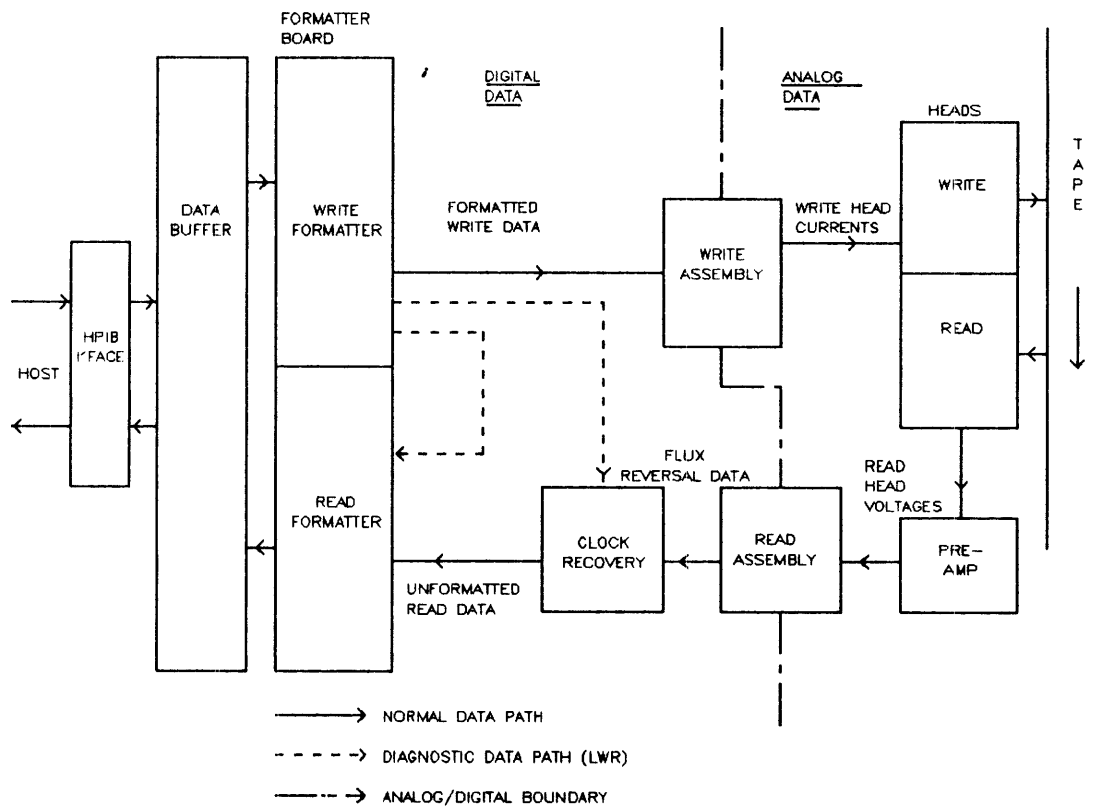 FORMATTER
BOARD
DIGITAL
DATA
ANALOG
DATA
HEADS
TAPE
DATA
BUFFER
WRITE
FORMATTER
FORMATTED
WRITE DATA
WRITE
ASSEMBLY
WRITE HEAD
CURRENTS
WRITE
READ
HPIB
I'FACE
HOST
READ
FORMATTER
FLUX
REVERSAL DATA
CLOCK
RECOVERY
READ
ASSEMBLY
READ
HEAD
VOLTAGES
PRE-
AMP
UNFORMATTED
READ DATA
NORMAL DATA PATH
DIAGNOSTIC DATA PATH (LWR)
ANALOG/DIGITAL BOUNDARY